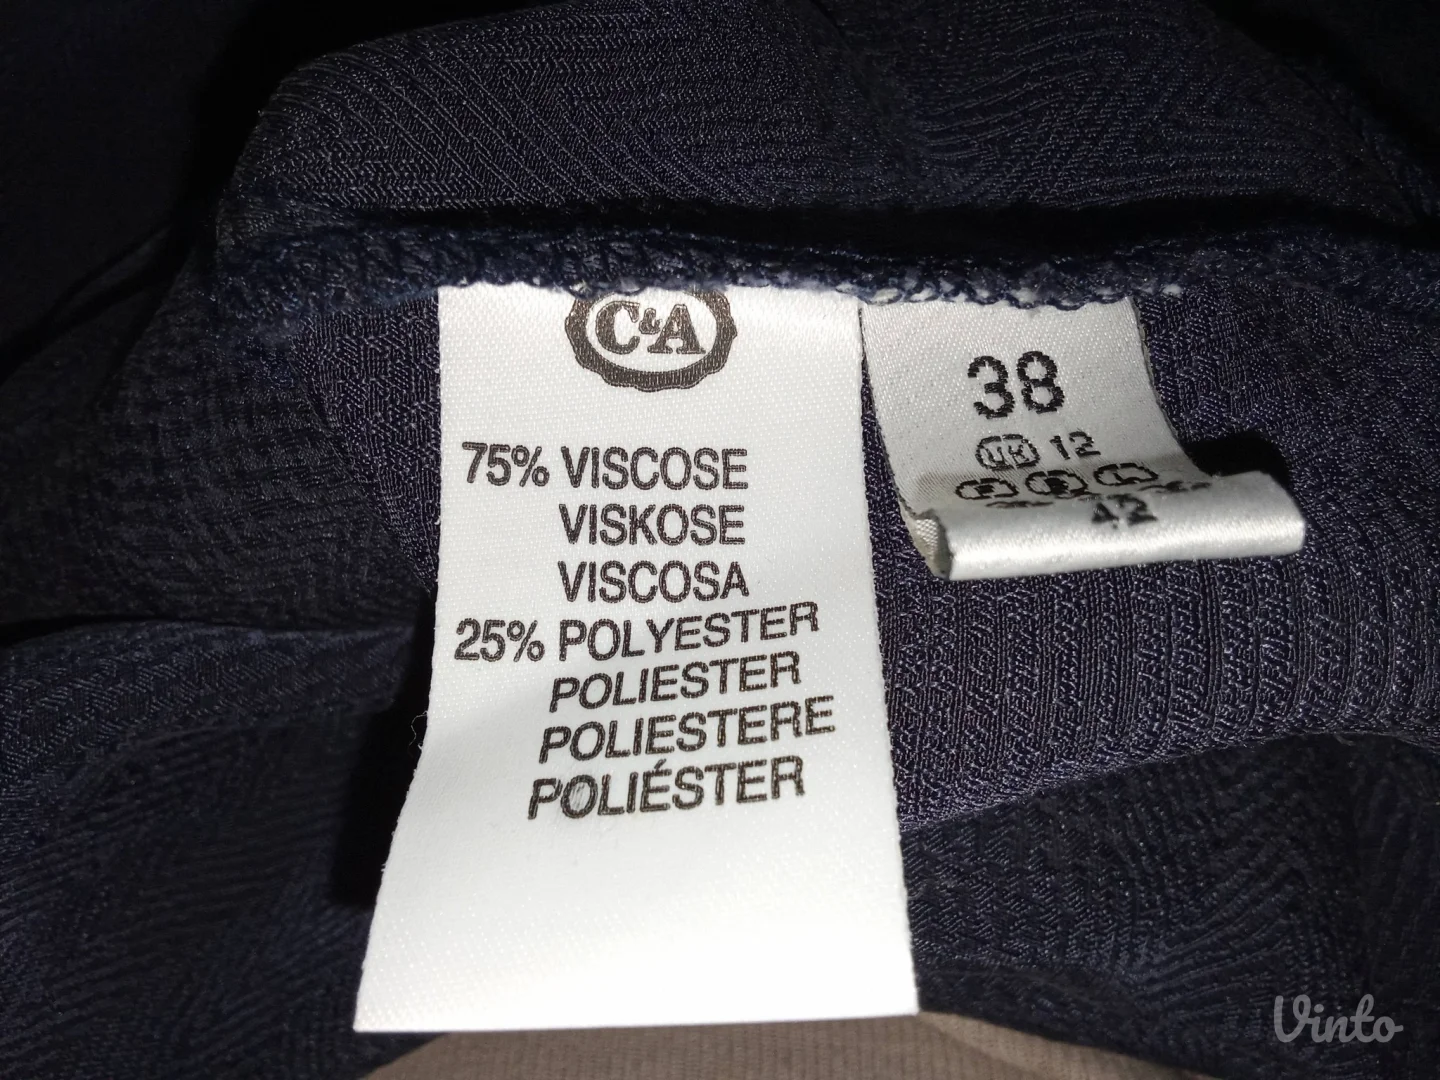 C&A
75% VISCOSE
VISKOSE
VISCOSA
25% POLYESTER
POLIESTER
POLIESTERE
POLIÉSTER
38
UK 12
42
Vinto